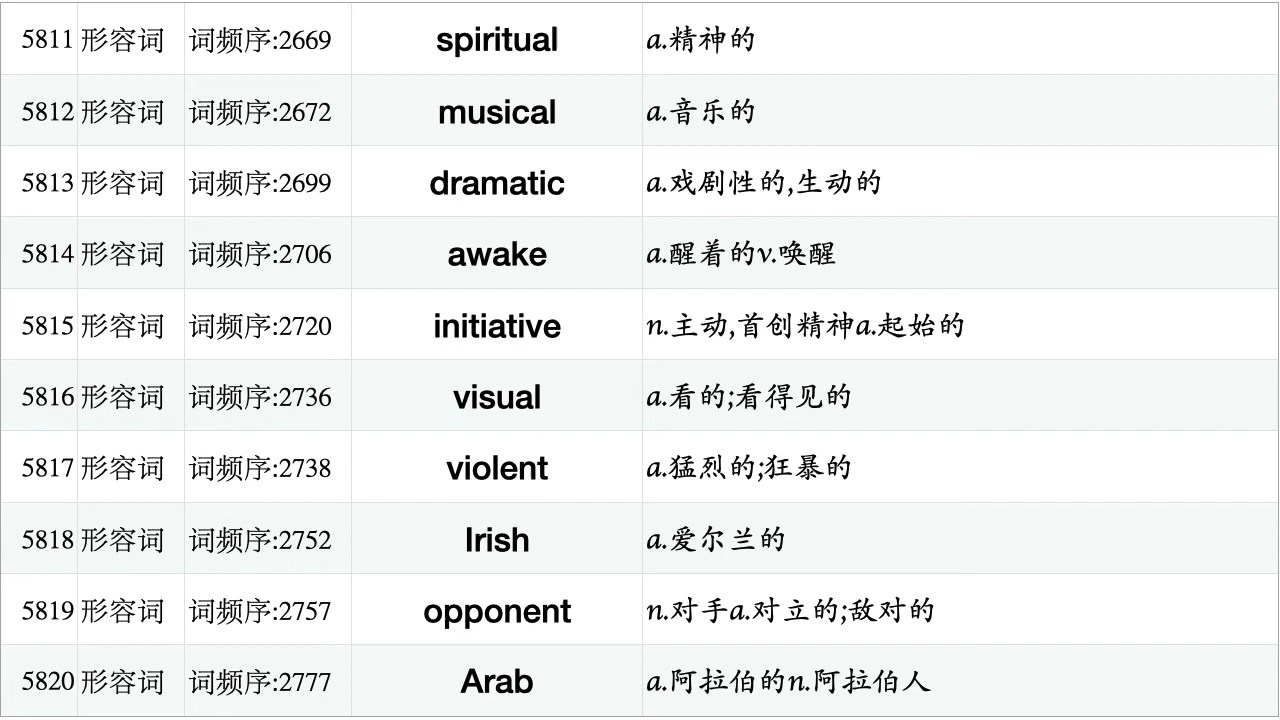 5811 形容词 词频序:2669 spiritual a.精神的
5812 形容词 词频序:2672 musical a.音乐的
5813 形容词 词频序:2699 dramatic a.戏剧性的,生动的
5814 形容词 词频序:2706 awake a.醒着的v.唤醒
5815 形容词 词频序:2720 initiative n.主动,首创精神a.起始的
5816 形容词 词频序:2736 visual a.看的;看得见的
5817 形容词 词频序:2738 violent a.猛烈的;狂暴的
5818 形容词 词频序:2752 Irish a.爱尔兰的
5819 形容词 词频序:2757 opponent n.对手a.对立的;敌对的
5820 形容词 词频序:2777 Arab a.阿拉伯的n.阿拉伯人